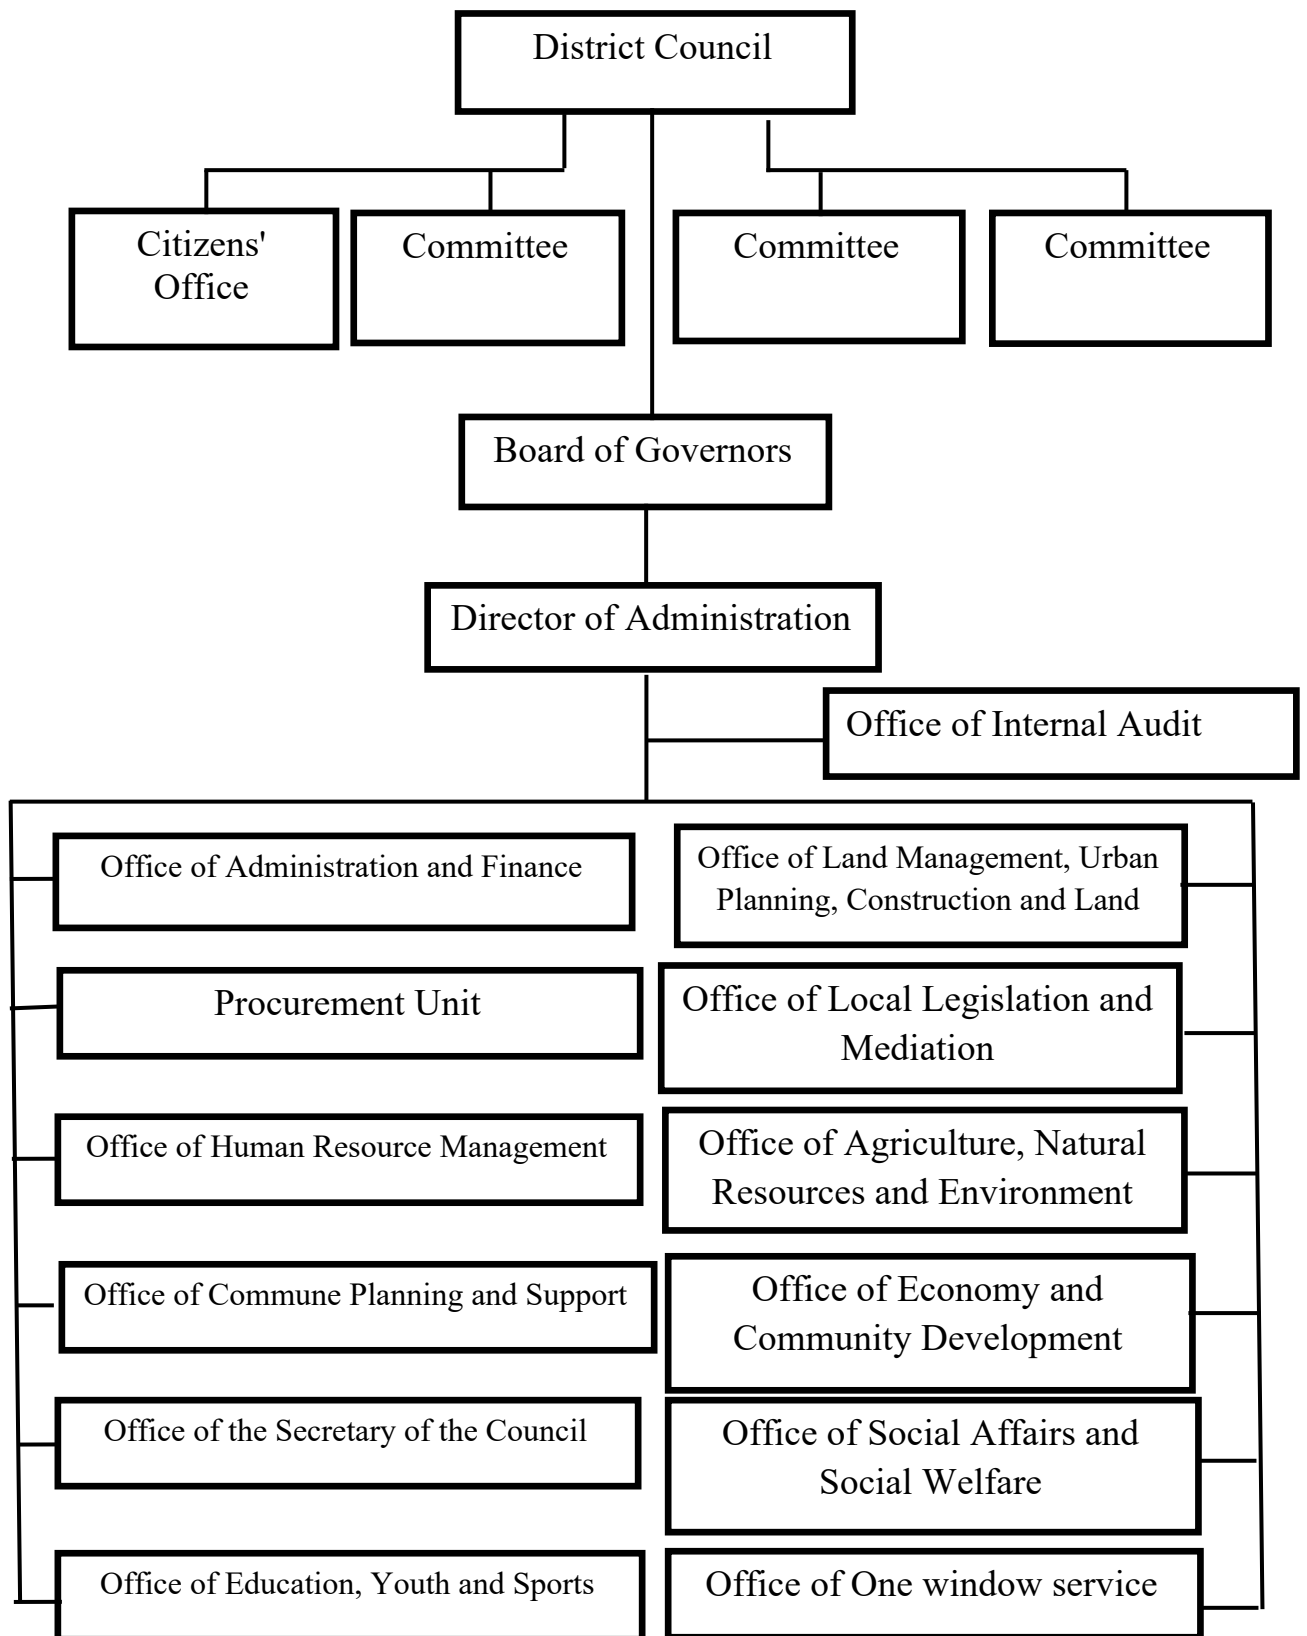 District Council
Citizens'
Office
Committee
Committee
Committee
Board of Governors
Director of Administration
Office of Internal Audit
Office of Administration and Finance
Office of Land Management, Urban
Planning, Construction and Land
Procurement Unit
Office of Local Legislation and
Mediation
Office of Human Resource Management
Office of Agriculture, Natural
Resources and Environment
Office of Commune Planning and Support
Office of Economy and
Community Development
Office of the Secretary of the Council
Office of Social Affairs and
Social Welfare
Office of Education, Youth and Sports
Office of One window service